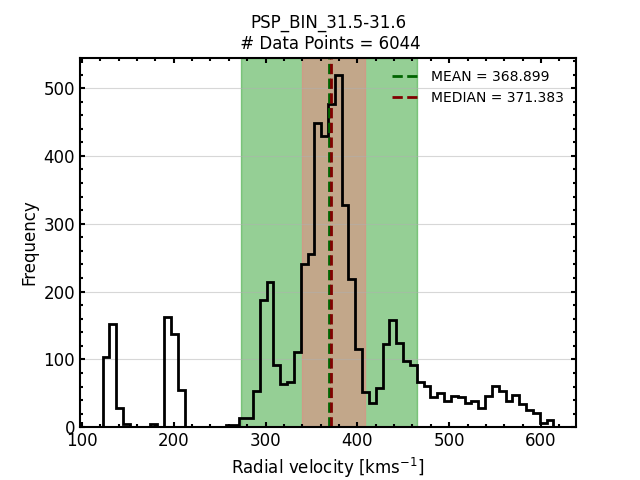 PSP_BIN_31.5-31.6
# Data Points = 6044
MEAN = 368.899
MEDIAN = 371.383
Frequency
500
400
300
200
100
0
100 200 300 400 500 600
Radial velocity [kms⁻¹]